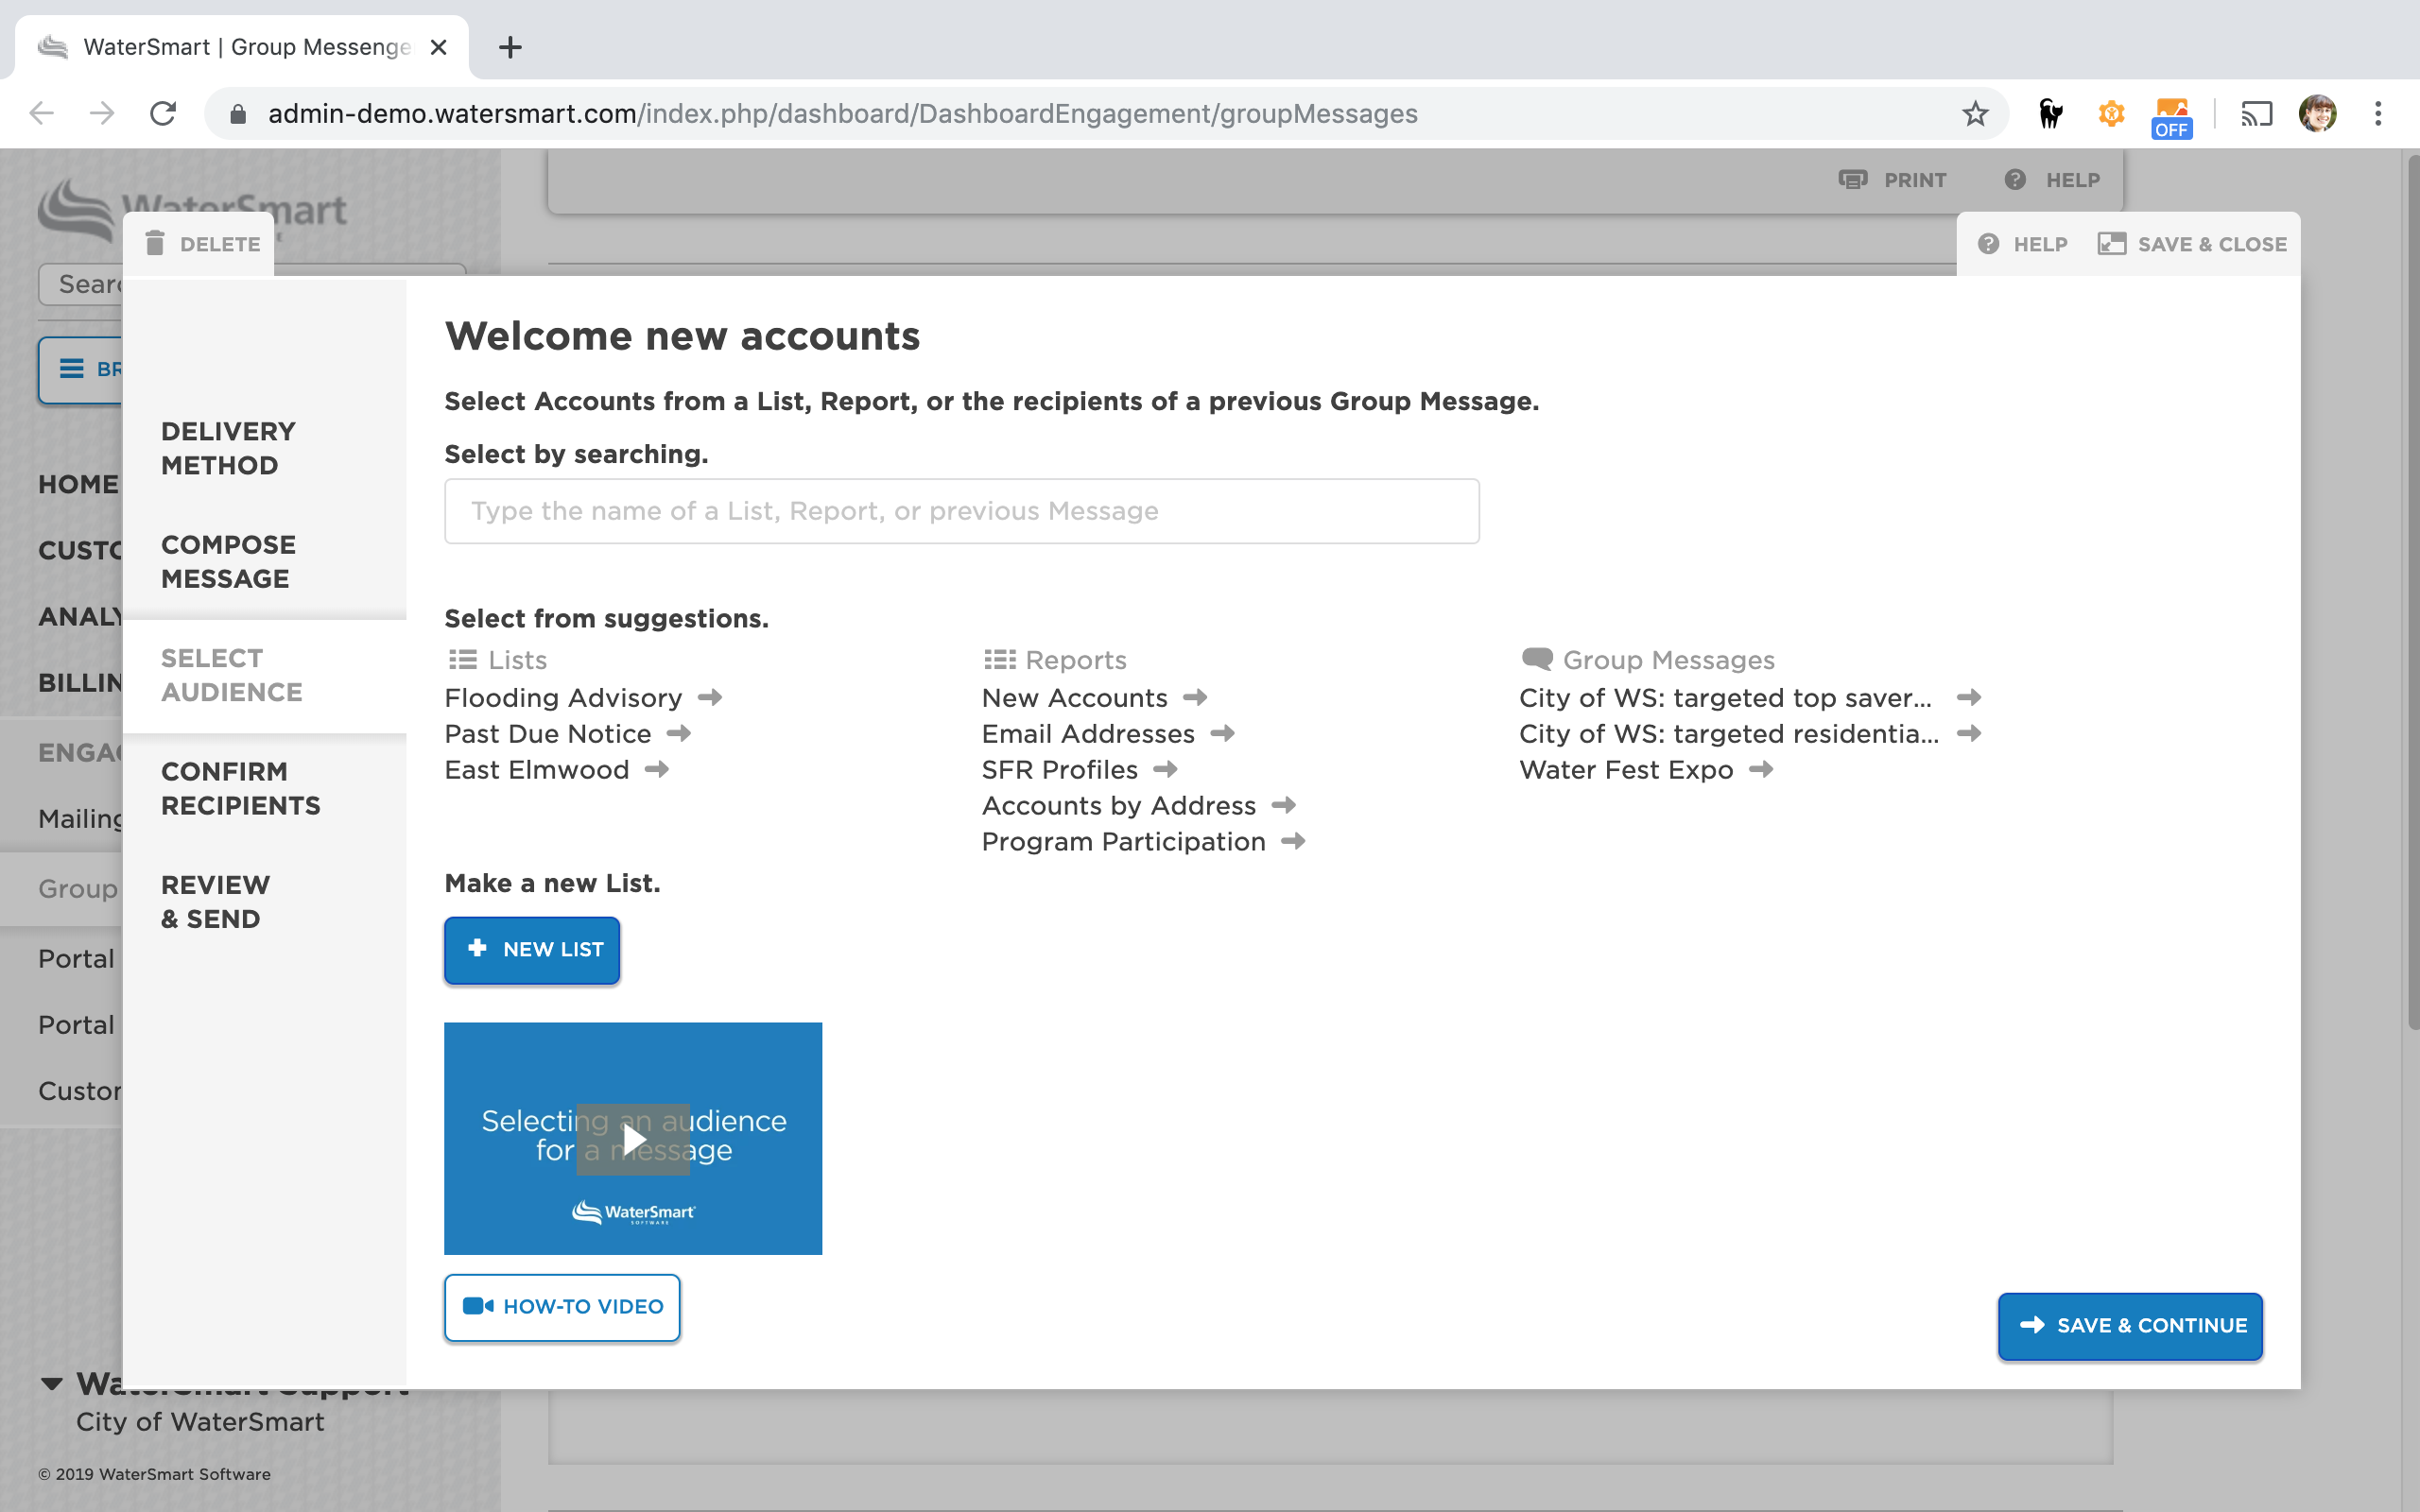 WaterSmart | Group Messenge
admin-demo.watersmart.com/index.php/dashboard/DashboardEngagement/groupMessages
OFF
PRINT
HELP
WaterSmart
DELETE
HELP
SAVE & CLOSE
Sear
BR
HOME
CUSTO
ANALY
BILLIN
ENGA
Mailing
Group
Portal
Portal
Custo
DELIVERY
METHOD
COMPOSE
MESSAGE
SELECT
AUDIENCE
CONFIRM
RECIPIENTS
REVIEW
& SEND
Welcome new accounts
Select Accounts from a List, Report, or the recipients of a previous Group Message.
Select by searching.
Type the name of a List, Report, or previous Message
Select from suggestions.
Lists
Flooding Advisory
Past Due Notice
East Elmwood
Reports
New Accounts
Email Addresses
SFR Profiles
Accounts by Address
Program Participation
Group Messages
City of WS: targeted top saver...
City of WS: targeted residentia...
Water Fest Expo
Make a new List.
NEW LIST
Selecting an audience
for a message
WaterSmart
SOFTWARE
HOW-TO VIDEO
SAVE & CONTINUE
WaterSmart Support
City of WaterSmart
© 2019 WaterSmart Software